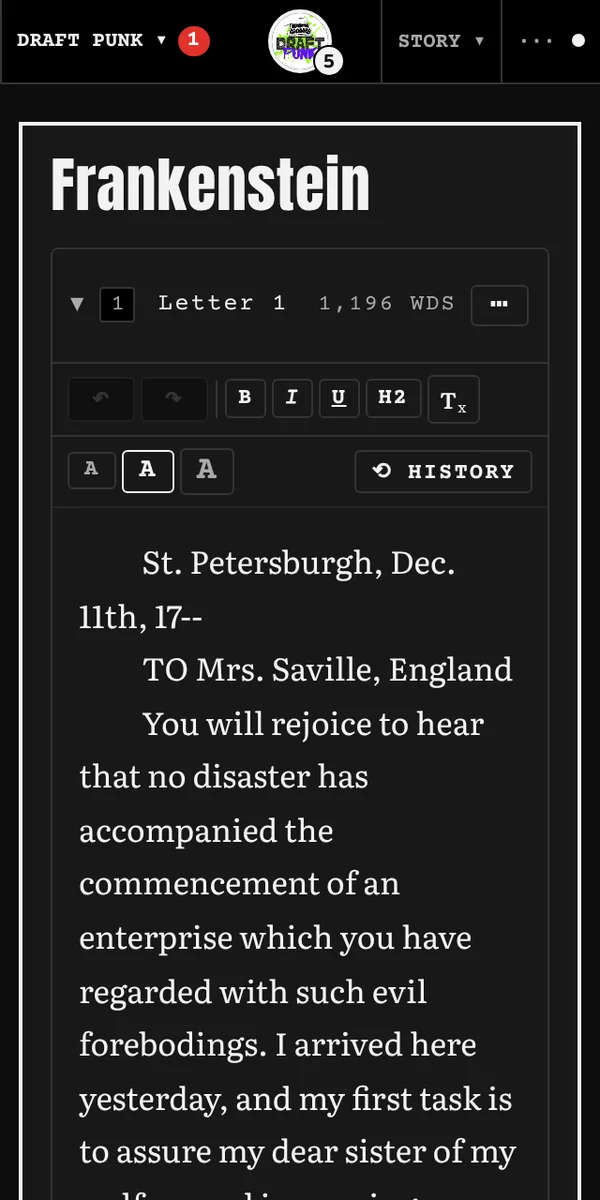 DRAFT PUNK ▼ 1
DRAFT
PUNK
5
STORY ▼
...
Frankenstein
▼ 1 Letter 1 1,196 WDS ...
↶ ↷ B I U H2 Tx
A A A ⟲ HISTORY
St. Petersburgh, Dec.
11th, 17--
TO Mrs. Saville, England
You will rejoice to hear
that no disaster has
accompanied the
commencement of an
enterprise which you have
regarded with such evil
forebodings. I arrived here
yesterday, and my first task is
to assure my dear sister of my